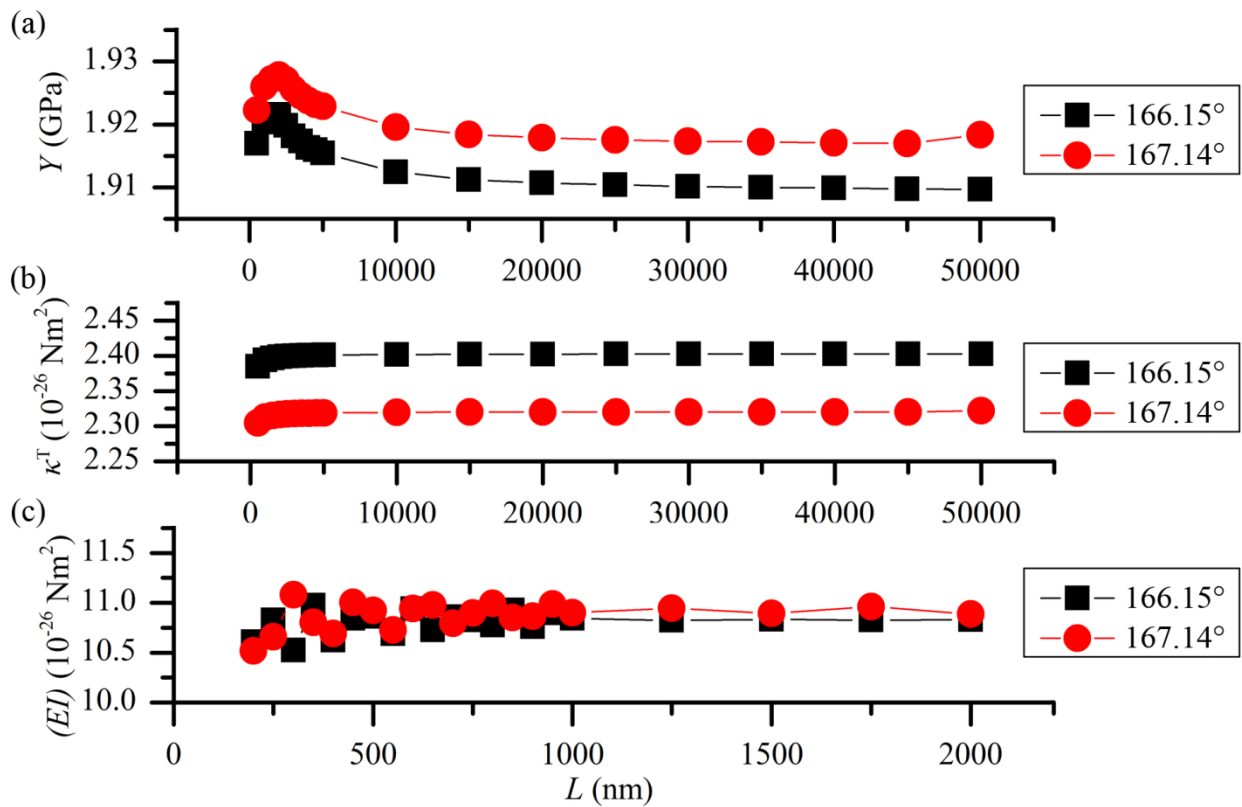 (a)
Y (GPa)
1.93
1.92
1.91
0 10000 20000 30000 40000 50000
166.15°
167.14°
(b)
κᵀ (10⁻²⁶ Nm²)
2.45
2.40
2.35
2.30
2.25
0 10000 20000 30000 40000 50000
166.15°
167.14°
(c)
(EI) (10⁻²⁶ Nm²)
11.5
11.0
10.5
10.0
0 500 1000 1500 2000
L (nm)
166.15°
167.14°